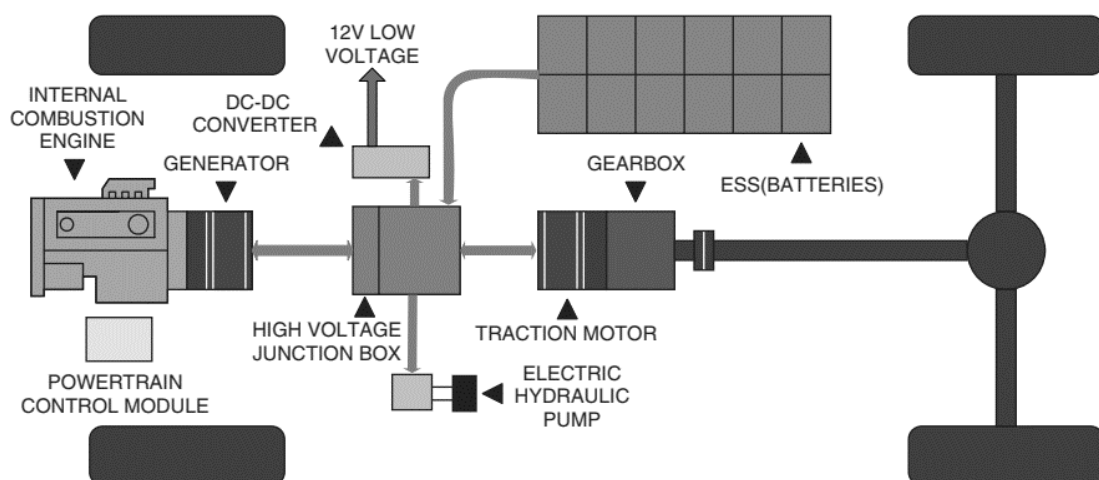 12V LOW
VOLTAGE
INTERNAL
COMBUSTION
ENGINE
DC-DC
CONVERTER
GENERATOR
GEARBOX
ESS(BATTERIES)
HIGH VOLTAGE
JUNCTION BOX
TRACTION MOTOR
POWERTRAIN
CONTROL MODULE
ELECTRIC
HYDRAULIC
PUMP